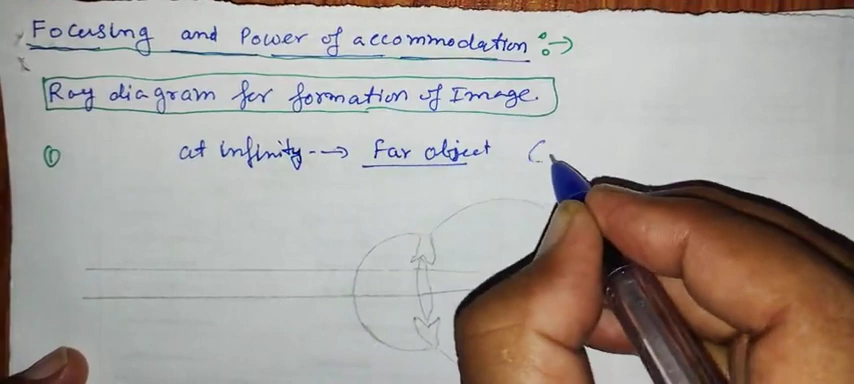 Focusing and Power of accommodation :→
Ray diagram for formation of Image.
① at infinity --→ Far object (